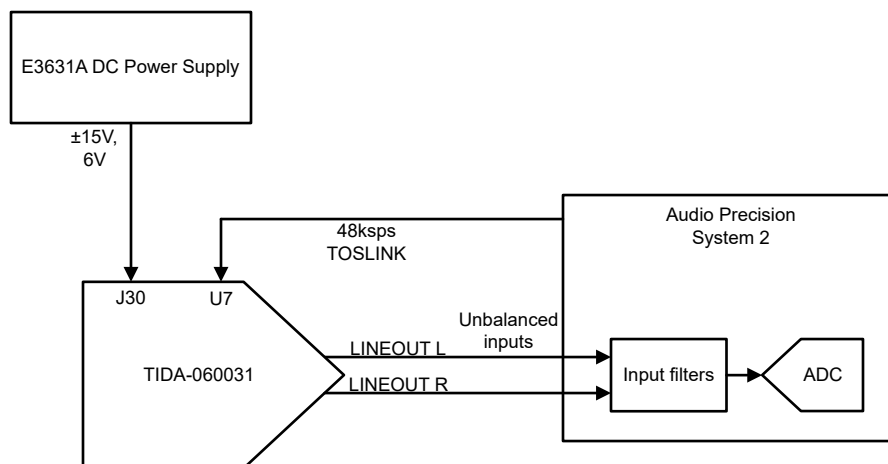 E3631A DC Power Supply
±15V,
6V
48ksps
TOSLINK
Audio Precision
System 2
J30
U7
Unbalanced
inputs
LINEOUT L
TIDA-060031
LINEOUT R
Input filters
ADC